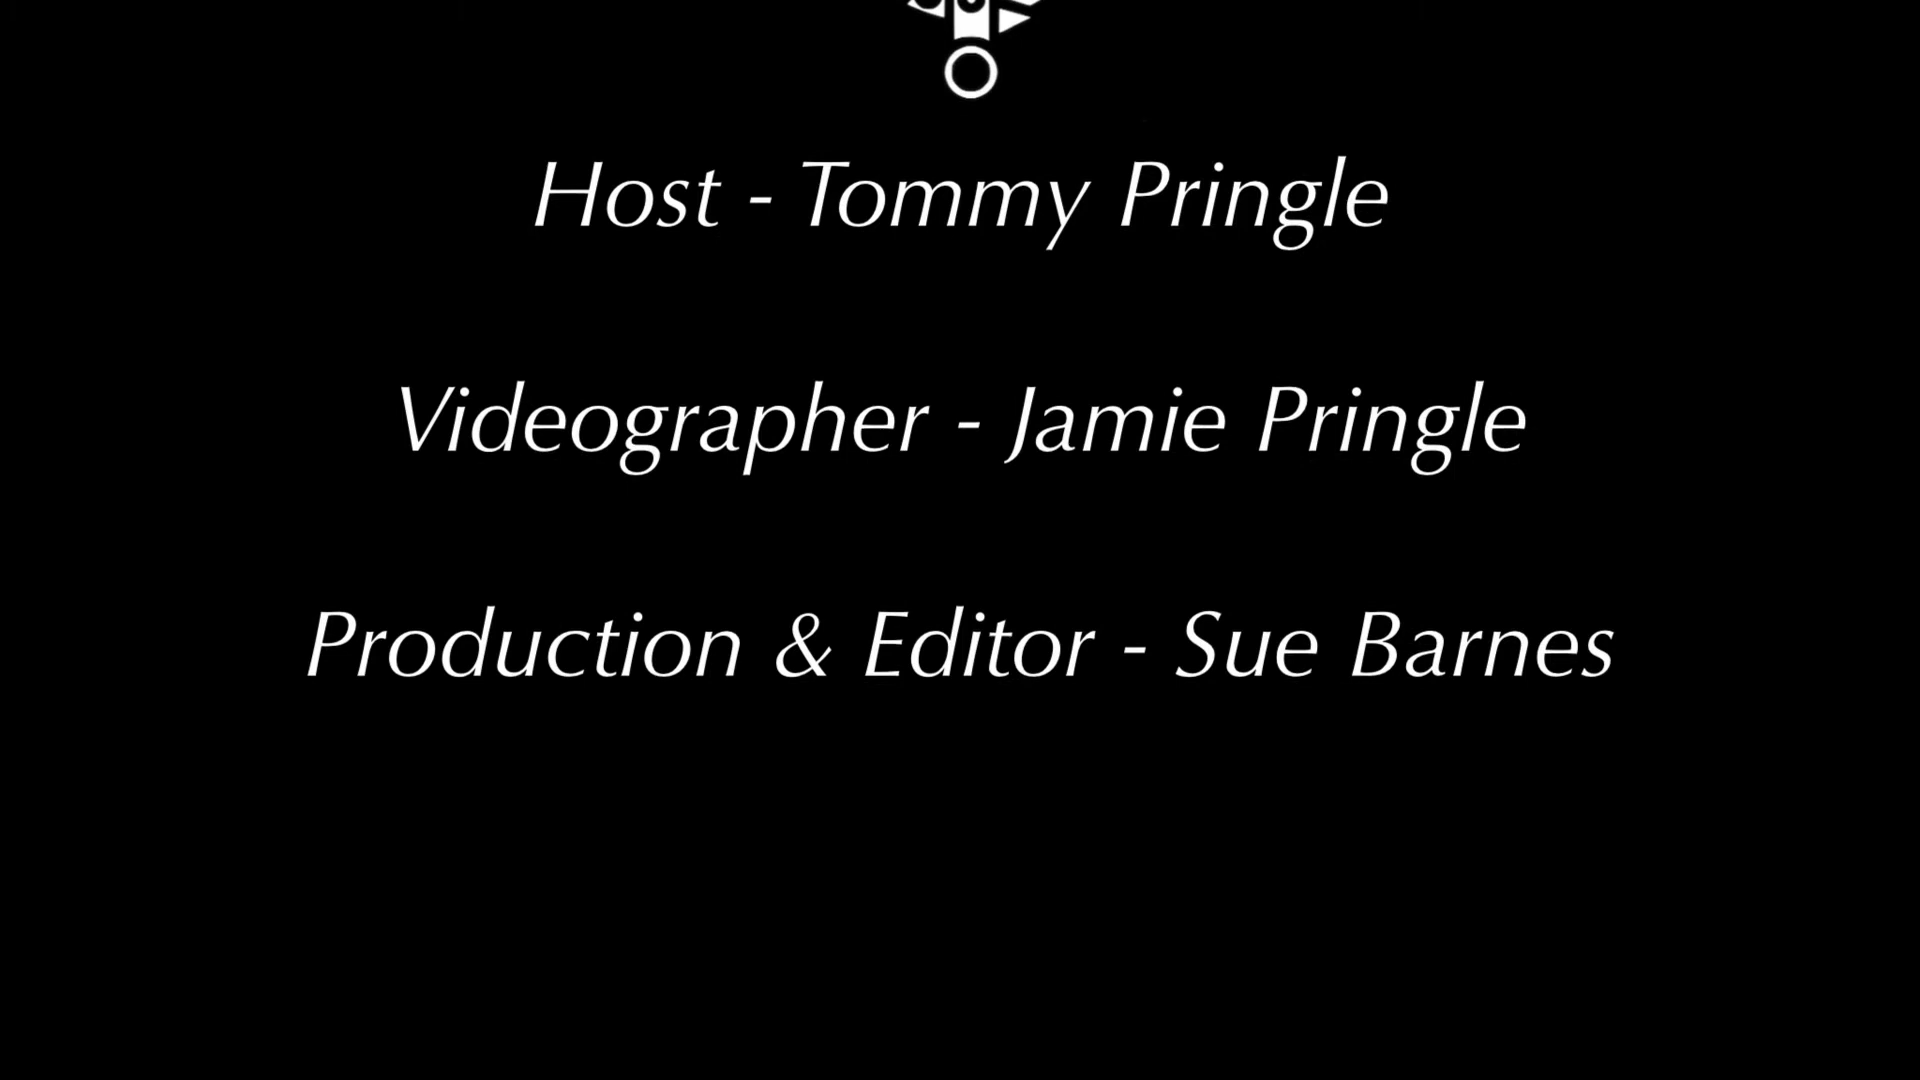 Host - Tommy Pringle
Videographer - Jamie Pringle
Production & Editor - Sue Barnes